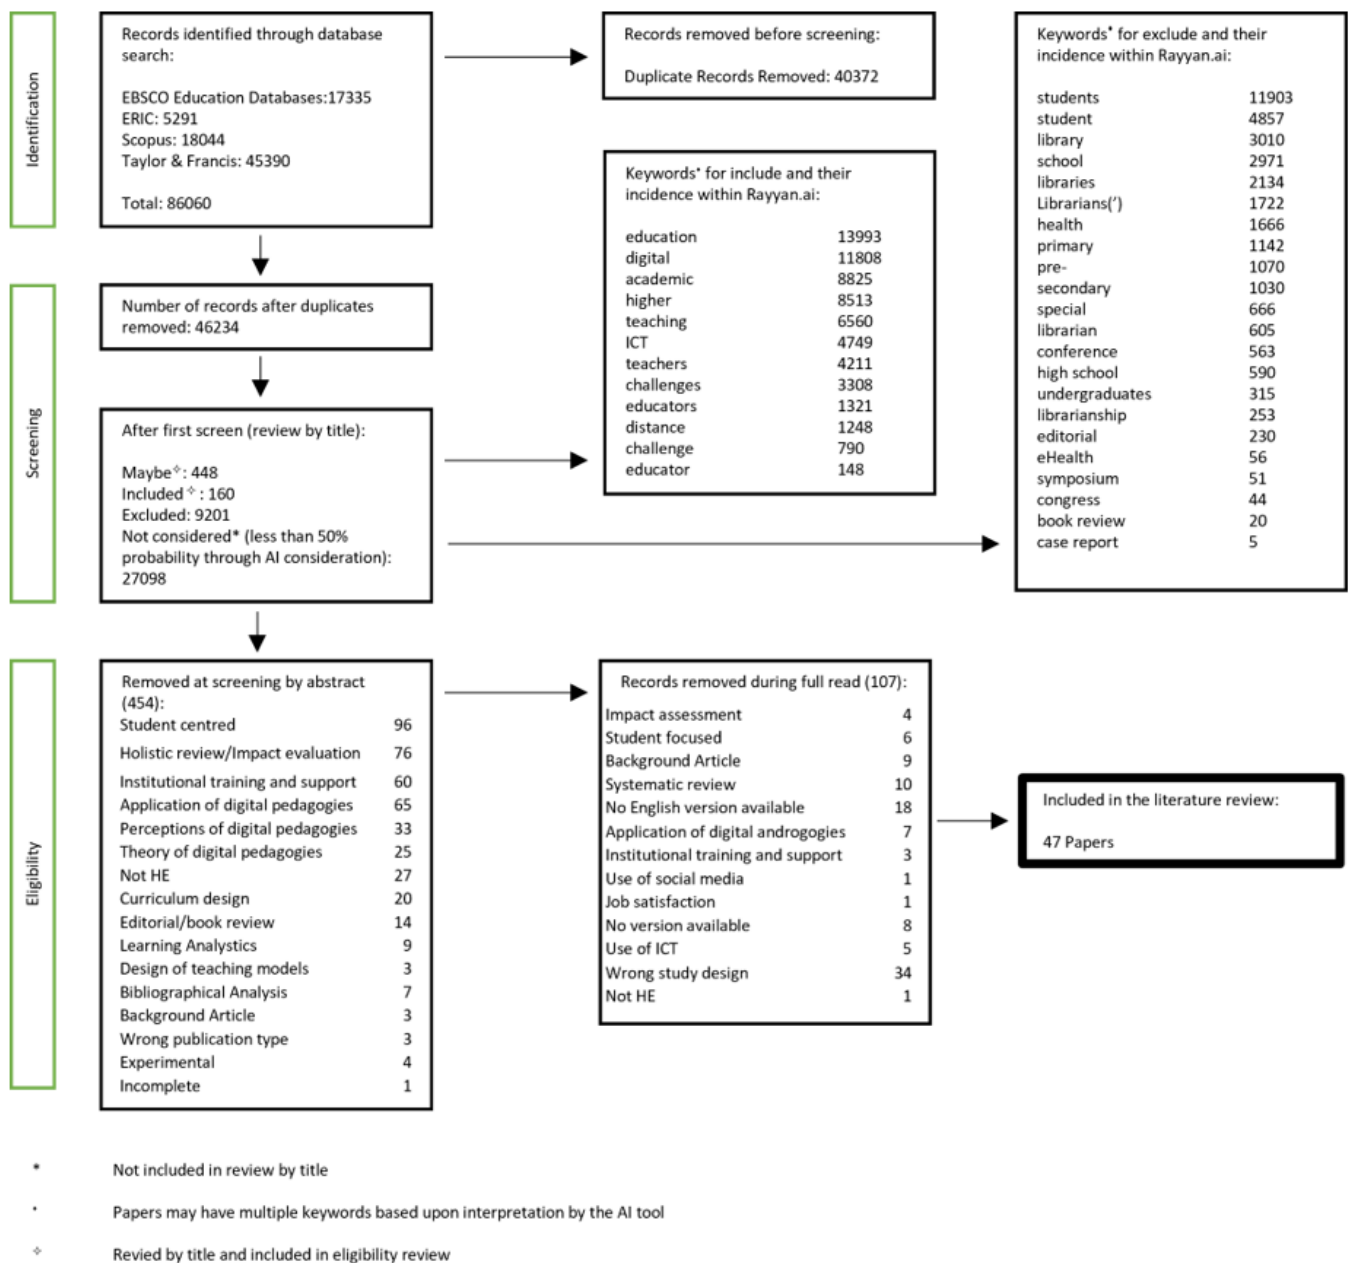 Identification
Records identified through database
search:
EBSCO Education Databases:17335
ERIC: 5291
Scopus: 18044
Taylor & Francis: 45390
Total: 86060
Records removed before screening:
Duplicate Records Removed: 40372
Keywords* for include and their
incidence within Rayyan.ai:
education 13993
digital 11808
academic 8825
higher 8513
teaching 6560
ICT 4749
teachers 4211
challenges 3308
educators 1321
distance 1248
challenge 790
educator 148
Keywords* for exclude and their
incidence within Rayyan.ai:
students 11903
student 4857
library 3010
school 2971
libraries 2134
Librarians(’) 1722
health 1666
primary 1142
pre- 1070
secondary 1030
special 666
librarian 605
conference 563
high school 590
undergraduates 315
librarianship 253
editorial 230
eHealth 56
symposium 51
congress 44
book review 20
case report 5
Screening
Number of records after duplicates
removed: 46234
After first screen (review by title):
Maybe✧: 448
Included ✧ : 160
Excluded: 9201
Not considered* (less than 50%
probability through AI consideration):
27098
Eligibility
Removed at screening by abstract
(454):
Student centred 96
Holistic review/Impact evaluation 76
Institutional training and support 60
Application of digital pedagogies 65
Perceptions of digital pedagogies 33
Theory of digital pedagogies 25
Not HE 27
Curriculum design 20
Editorial/book review 14
Learning Analystics 9
Design of teaching models 3
Bibliographical Analysis 7
Background Article 3
Wrong publication type 3
Experimental 4
Incomplete 1
Records removed during full read (107):
Impact assessment 4
Student focused 6
Background Article 9
Systematic review 10
No English version available 18
Application of digital androgogies 7
Institutional training and support 3
Use of social media 1
Job satisfaction 1
No version available 8
Use of ICT 5
Wrong study design 34
Not HE 1
Included in the literature review:
47 Papers
* Not included in review by title
• Papers may have multiple keywords based upon interpretation by the AI tool
✧ Revied by title and included in eligibility review